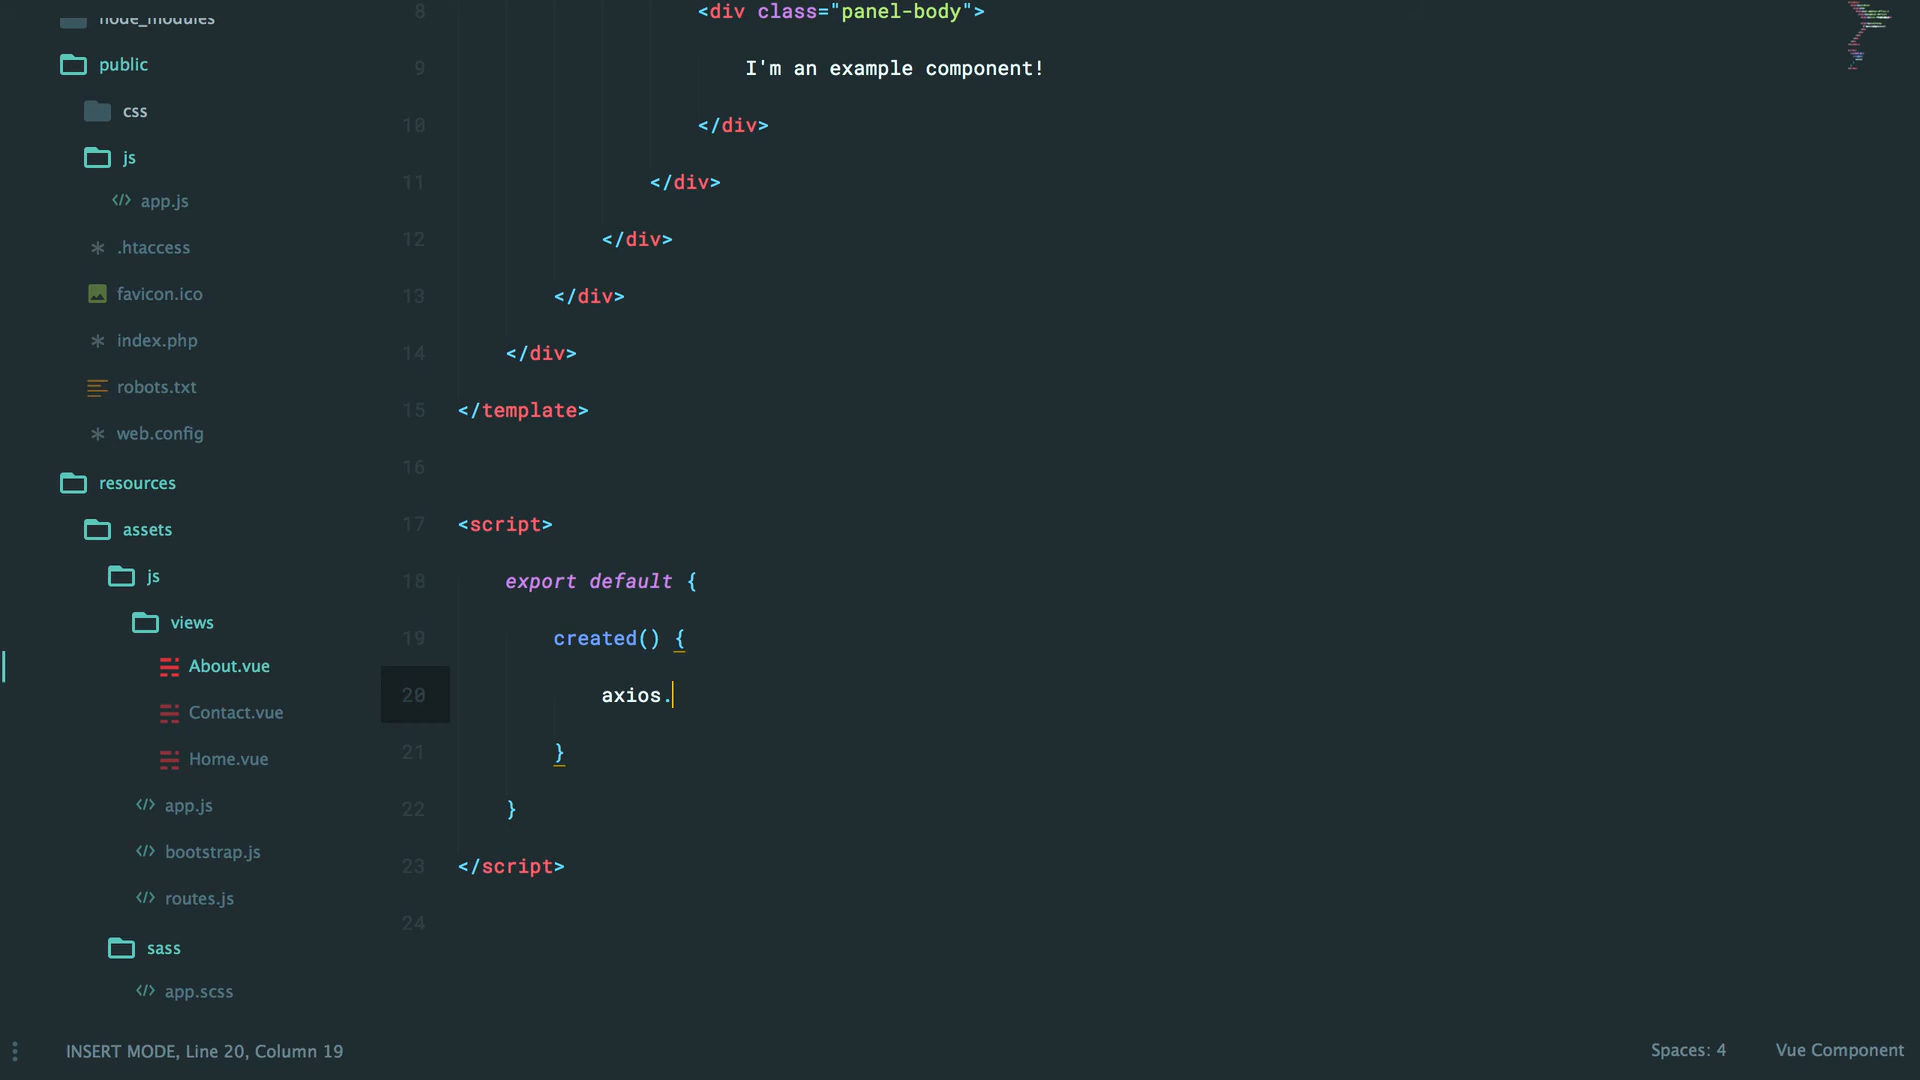 node_modules
public
css
js
app.js
.htaccess
favicon.ico
index.php
robots.txt
web.config
resources
assets
js
views
About.vue
Contact.vue
Home.vue
app.js
bootstrap.js
routes.js
sass
app.scss
8 <div class="panel-body">
9 I'm an example component!
10 </div>
11 </div>
12 </div>
13 </div>
14 </div>
15 </template>
16
17 <script>
18 export default {
19 created() {
20 axios.
21 }
22 }
23 </script>
24
INSERT MODE, Line 20, Column 19
Spaces: 4
Vue Component